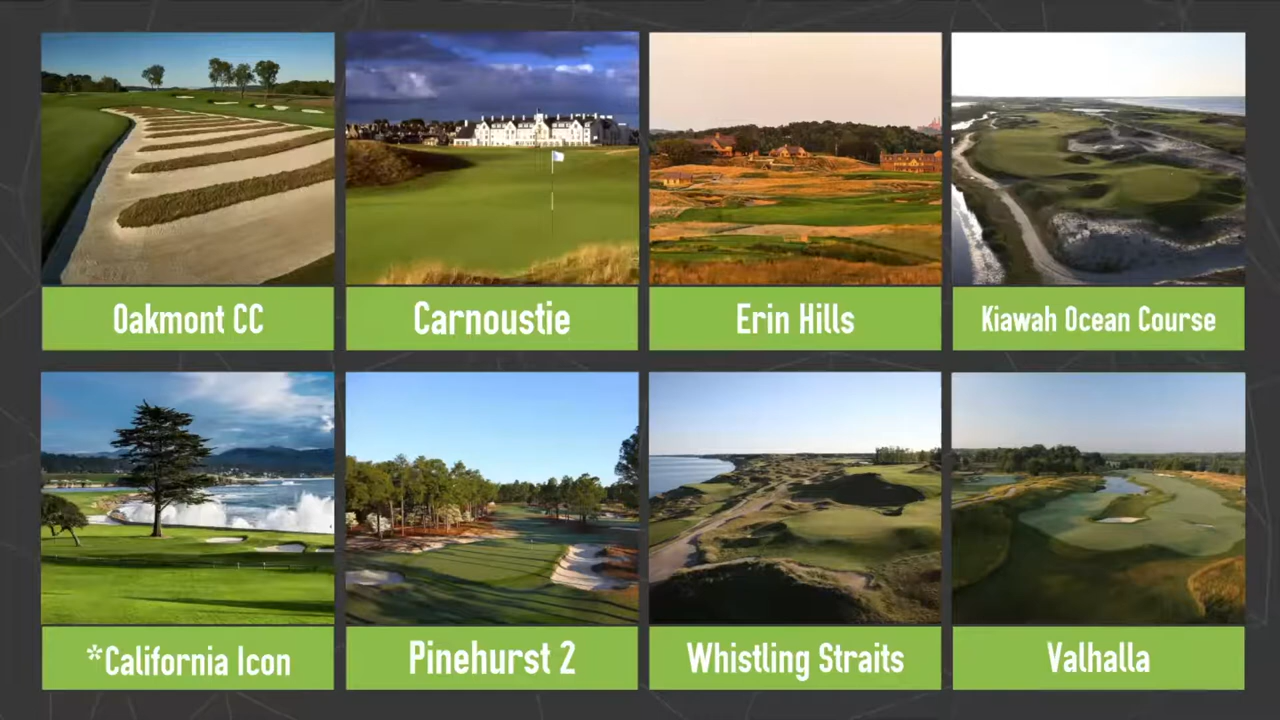 Oakmont CC
Carnoustie
Erin Hills
Kiawah Ocean Course
*California Icon
Pinehurst 2
Whistling Straits
Valhalla